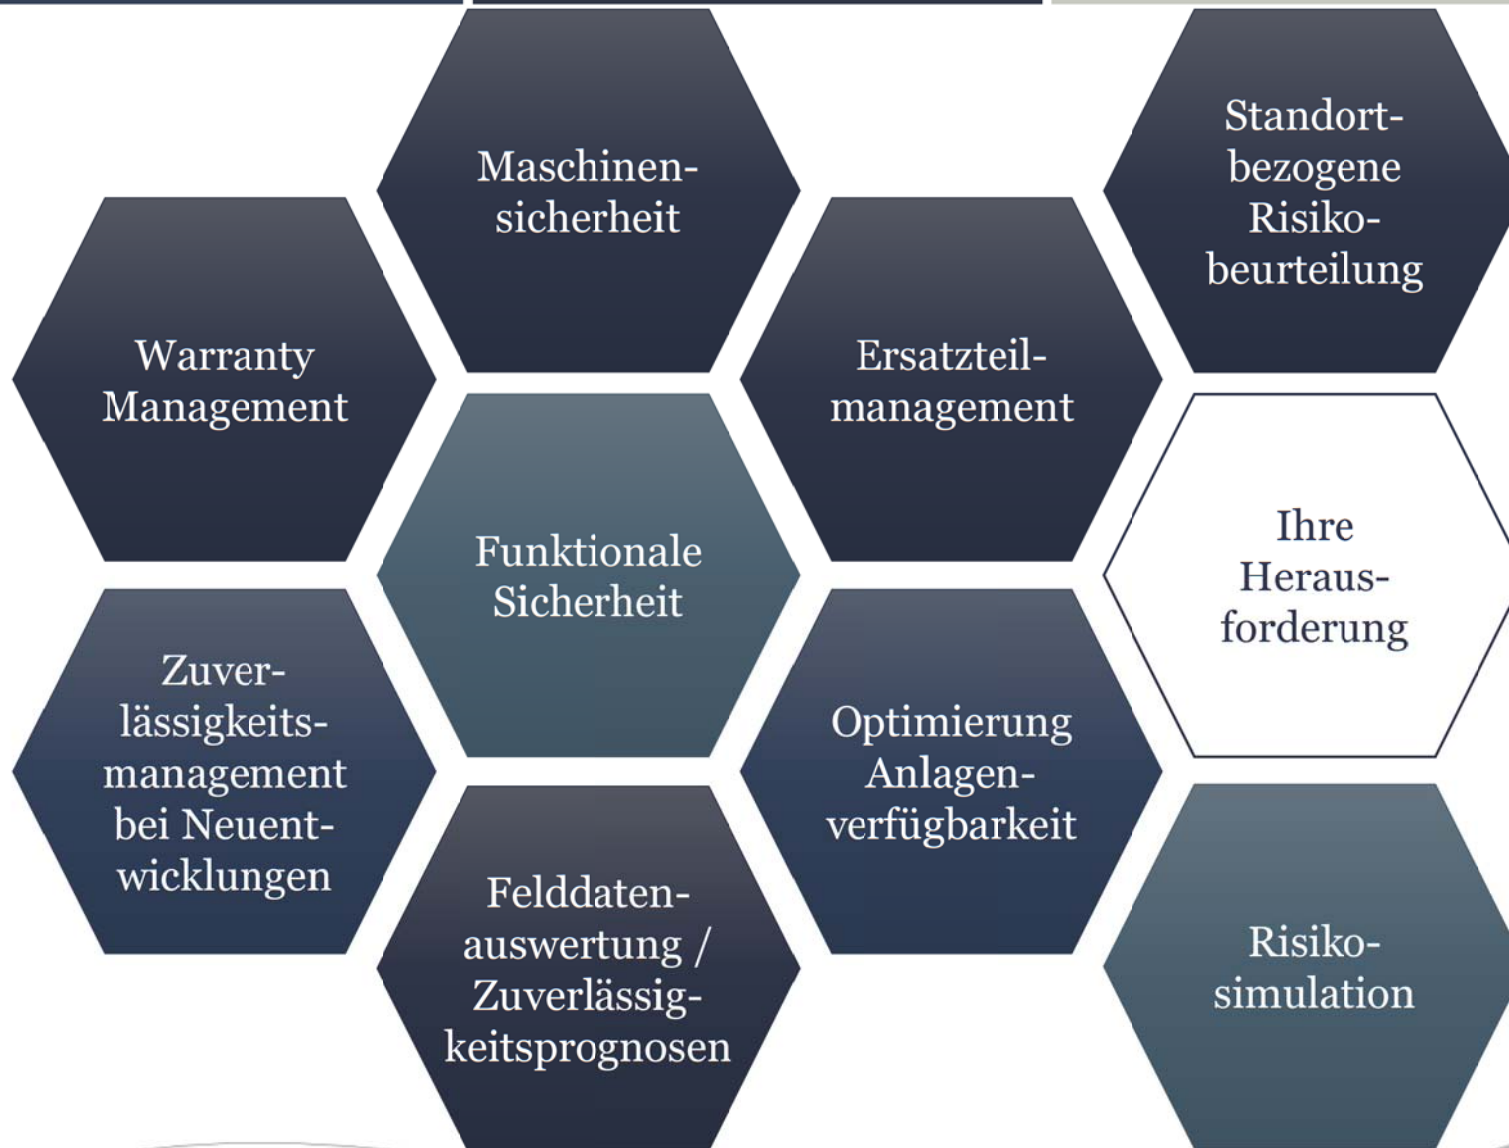 Maschinen-
sicherheit
Standort-
bezogene
Risiko-
beurteilung
Warranty
Management
Ersatzteil-
management
Funktionale
Sicherheit
Ihre
Heraus-
forderung
Zuver-
lässigkeits-
management
bei Neuent-
wicklungen
Optimierung
Anlagen-
verfügbarkeit
Felddaten-
auswertung /
Zuverlässig-
keitsprognosen
Risiko-
simulation